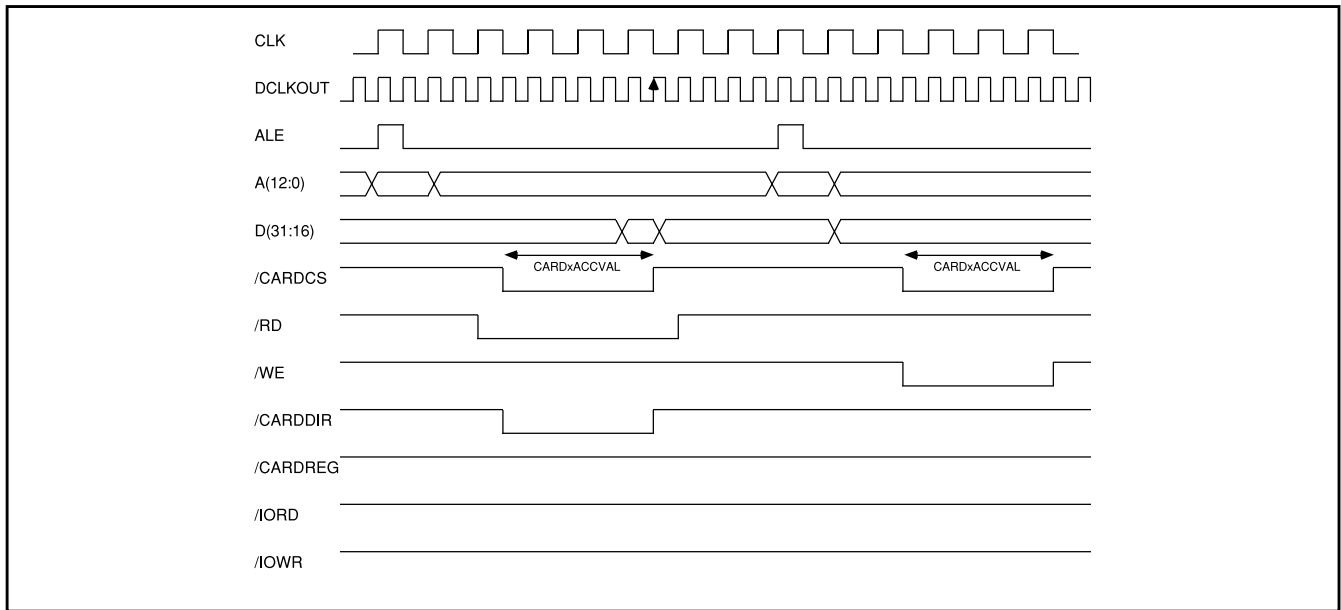 CLK
DCLKOUT
ALE
A(12:0)
D(31:16)
CARDxACCVAL CARDxACCVAL
/CARDCS
/RD
/WE
/CARDDIR
/CARDREG
/IORD
/IOWR